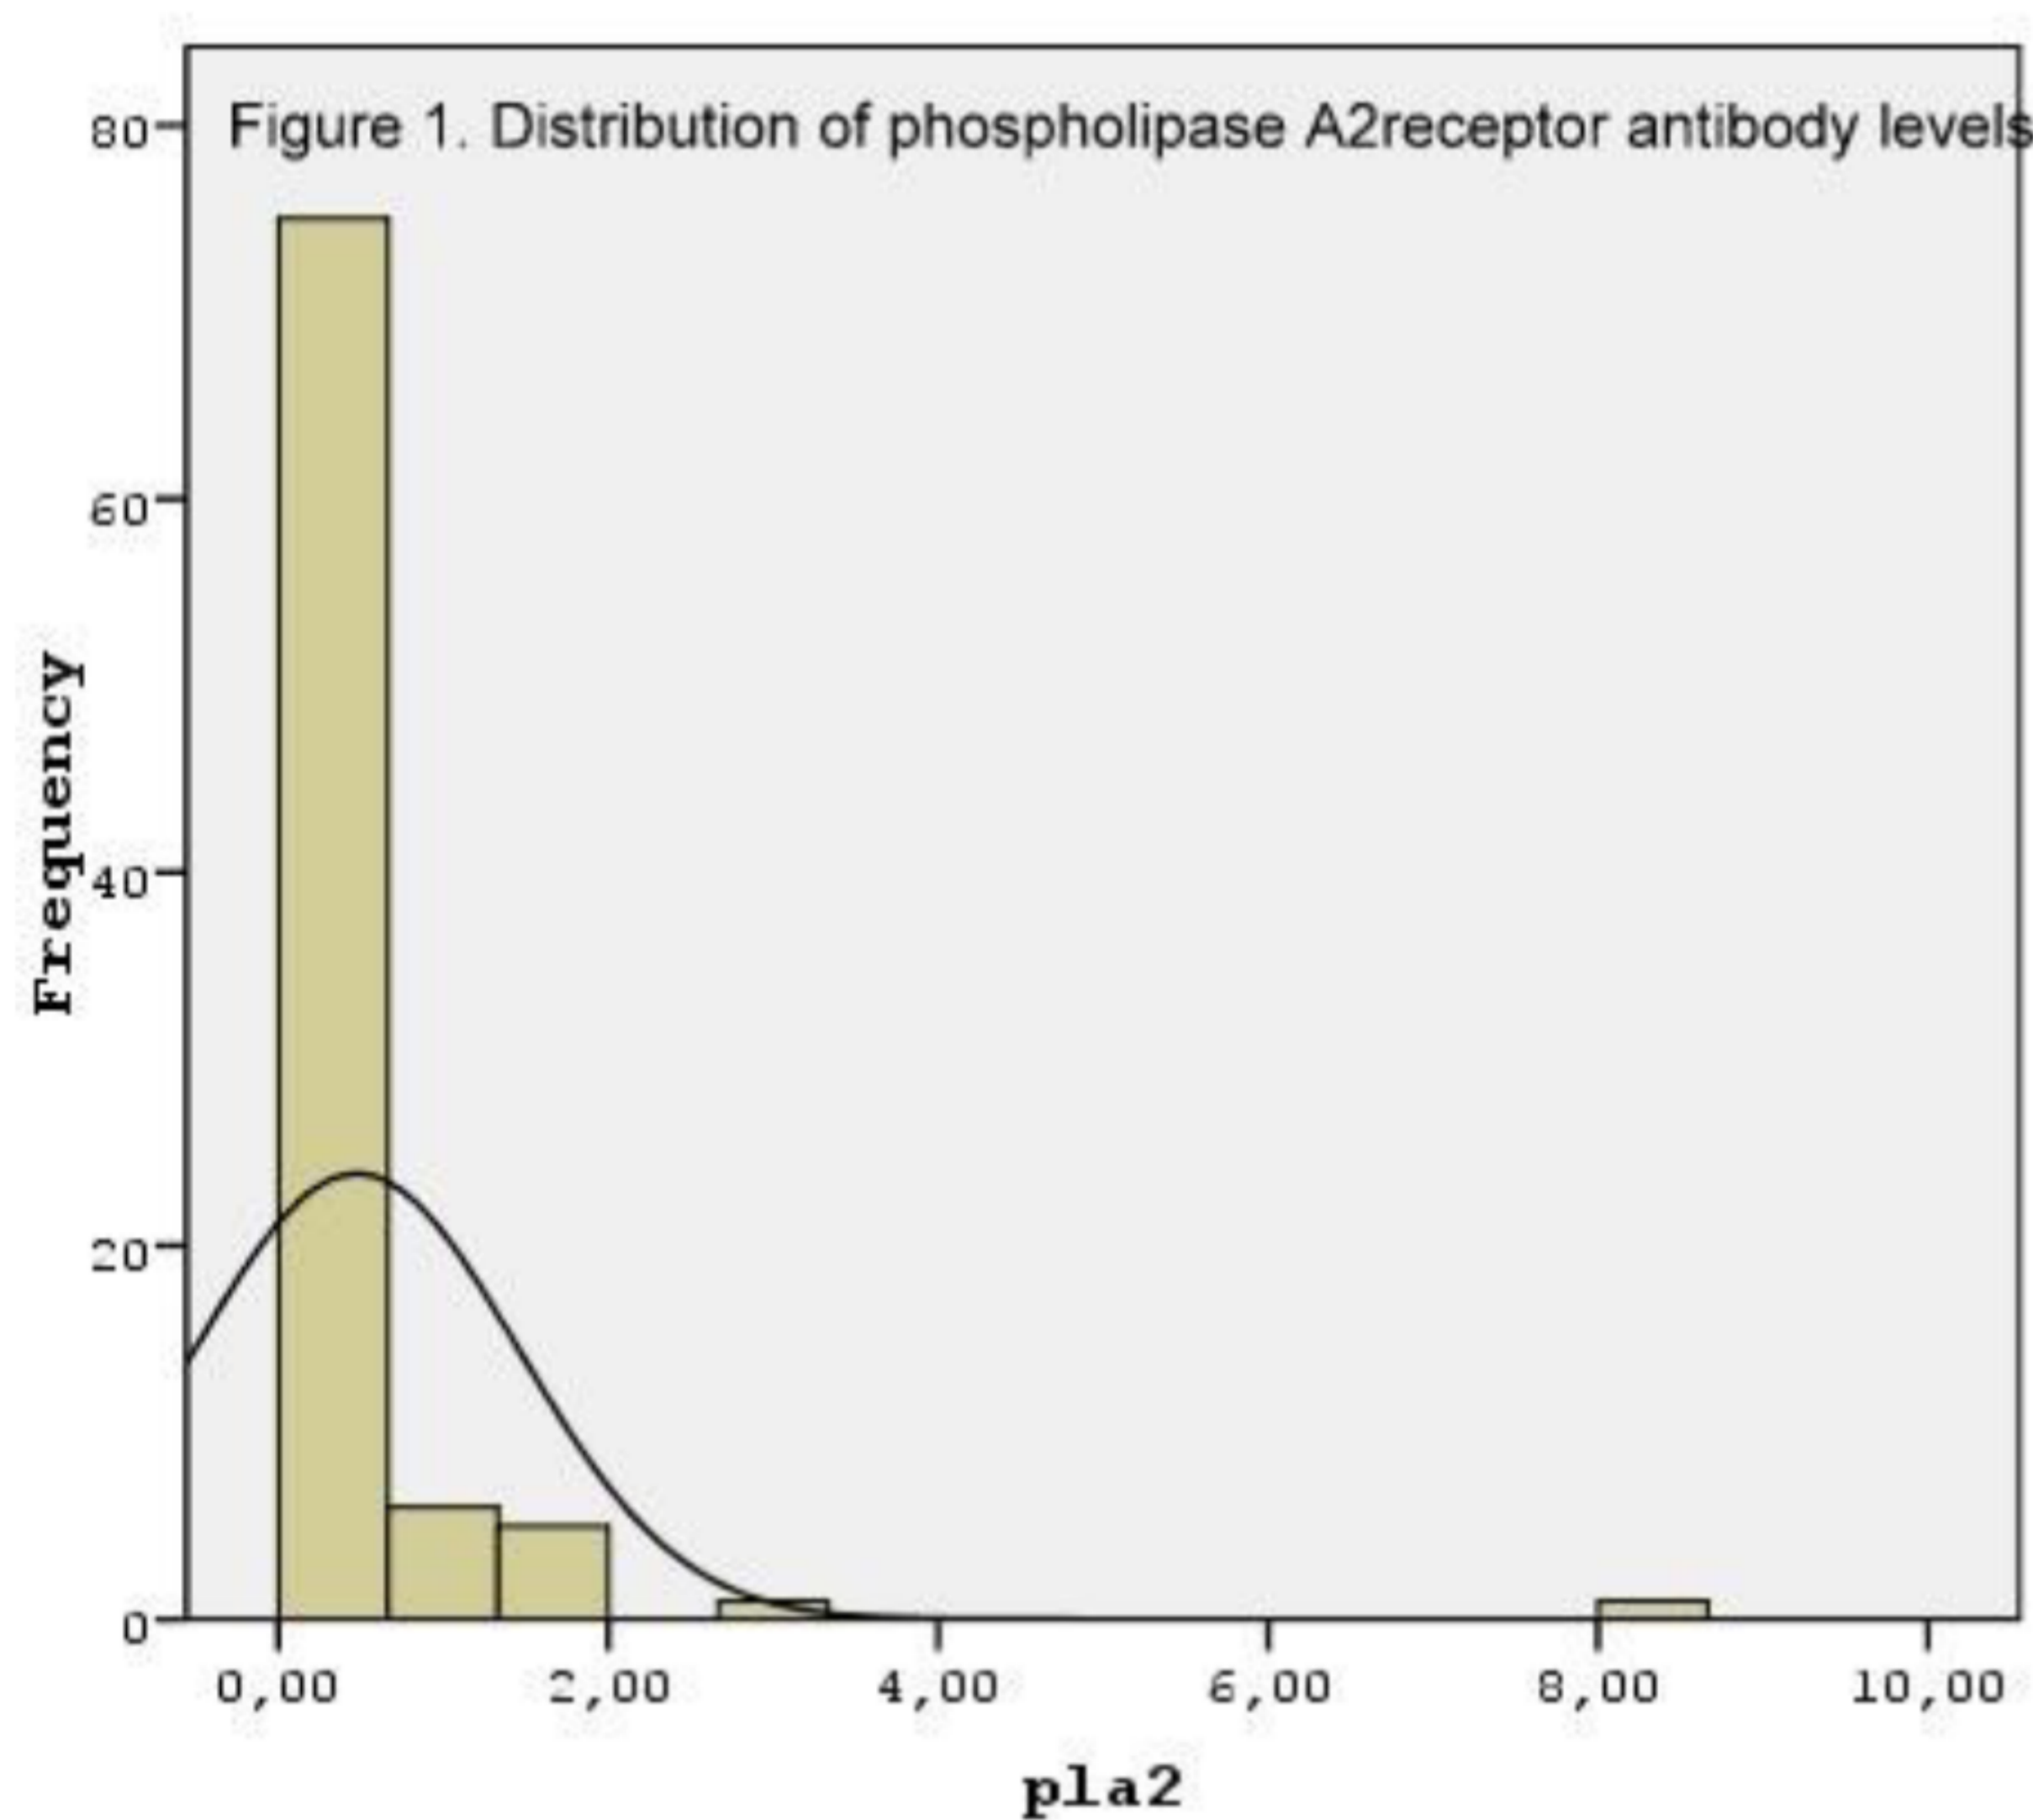 Figure 1. Distribution of phospholipase A2receptor antibody levels
80
60
40
20
0
Frequency
0,00 2,00 4,00 6,00 8,00 10,00
pla2